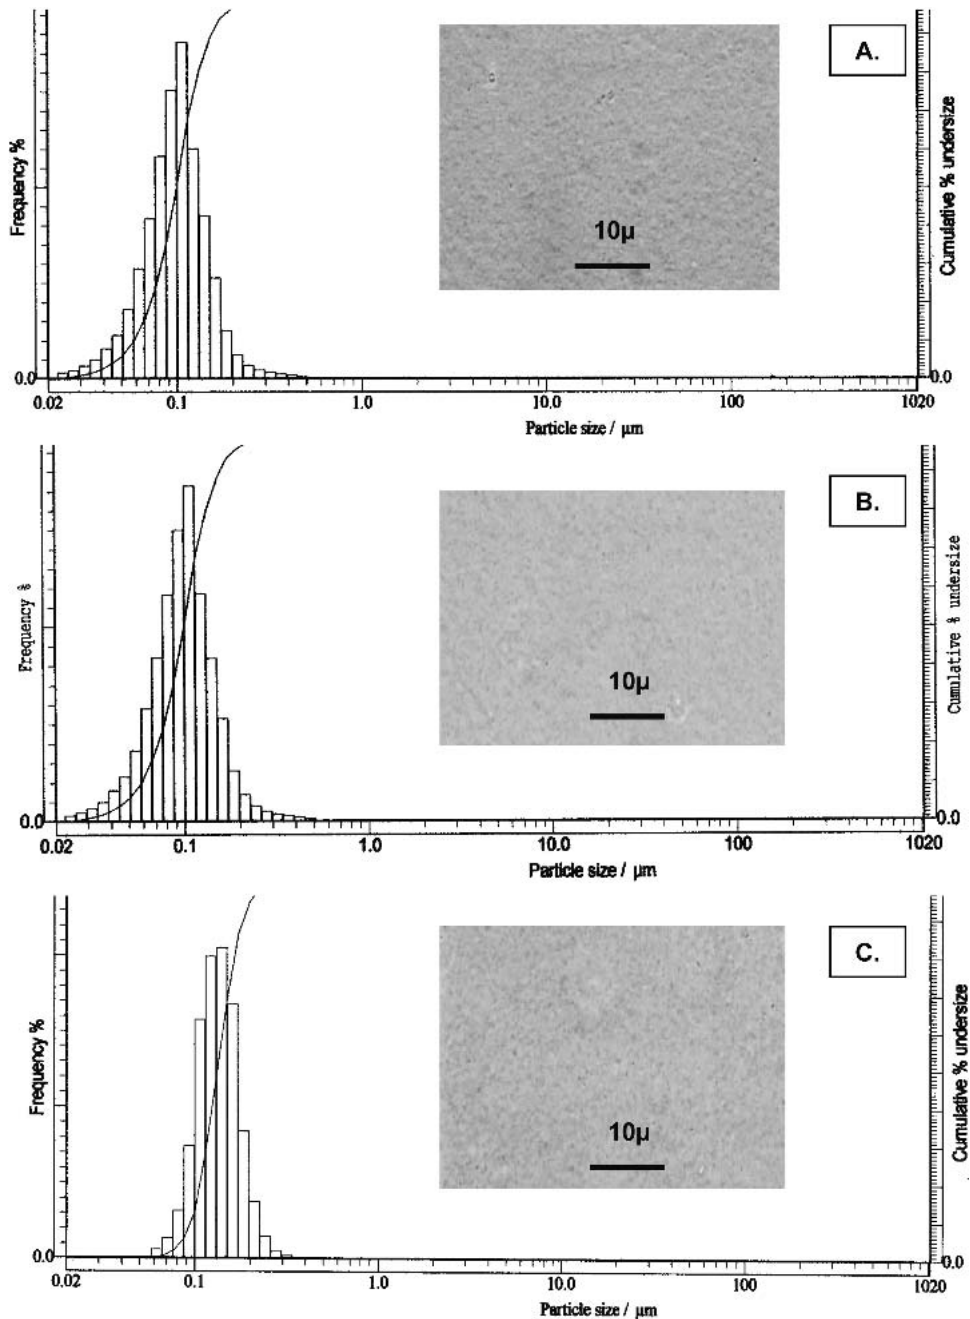 A.
Frequency %
10µ
Cumulative % undersize
0.0
0.0
0.02 0.1 1.0 10.0 100 1020
Particle size / µm
B.
Frequency %
10µ
Cumulative % undersize
0.0
0.0
0.02 0.1 1.0 10.0 100 1020
Particle size / µm
C.
Frequency %
10µ
Cumulative % undersize
0.0
0.0
0.02 0.1 1.0 10.0 100 1020
Particle size / µm